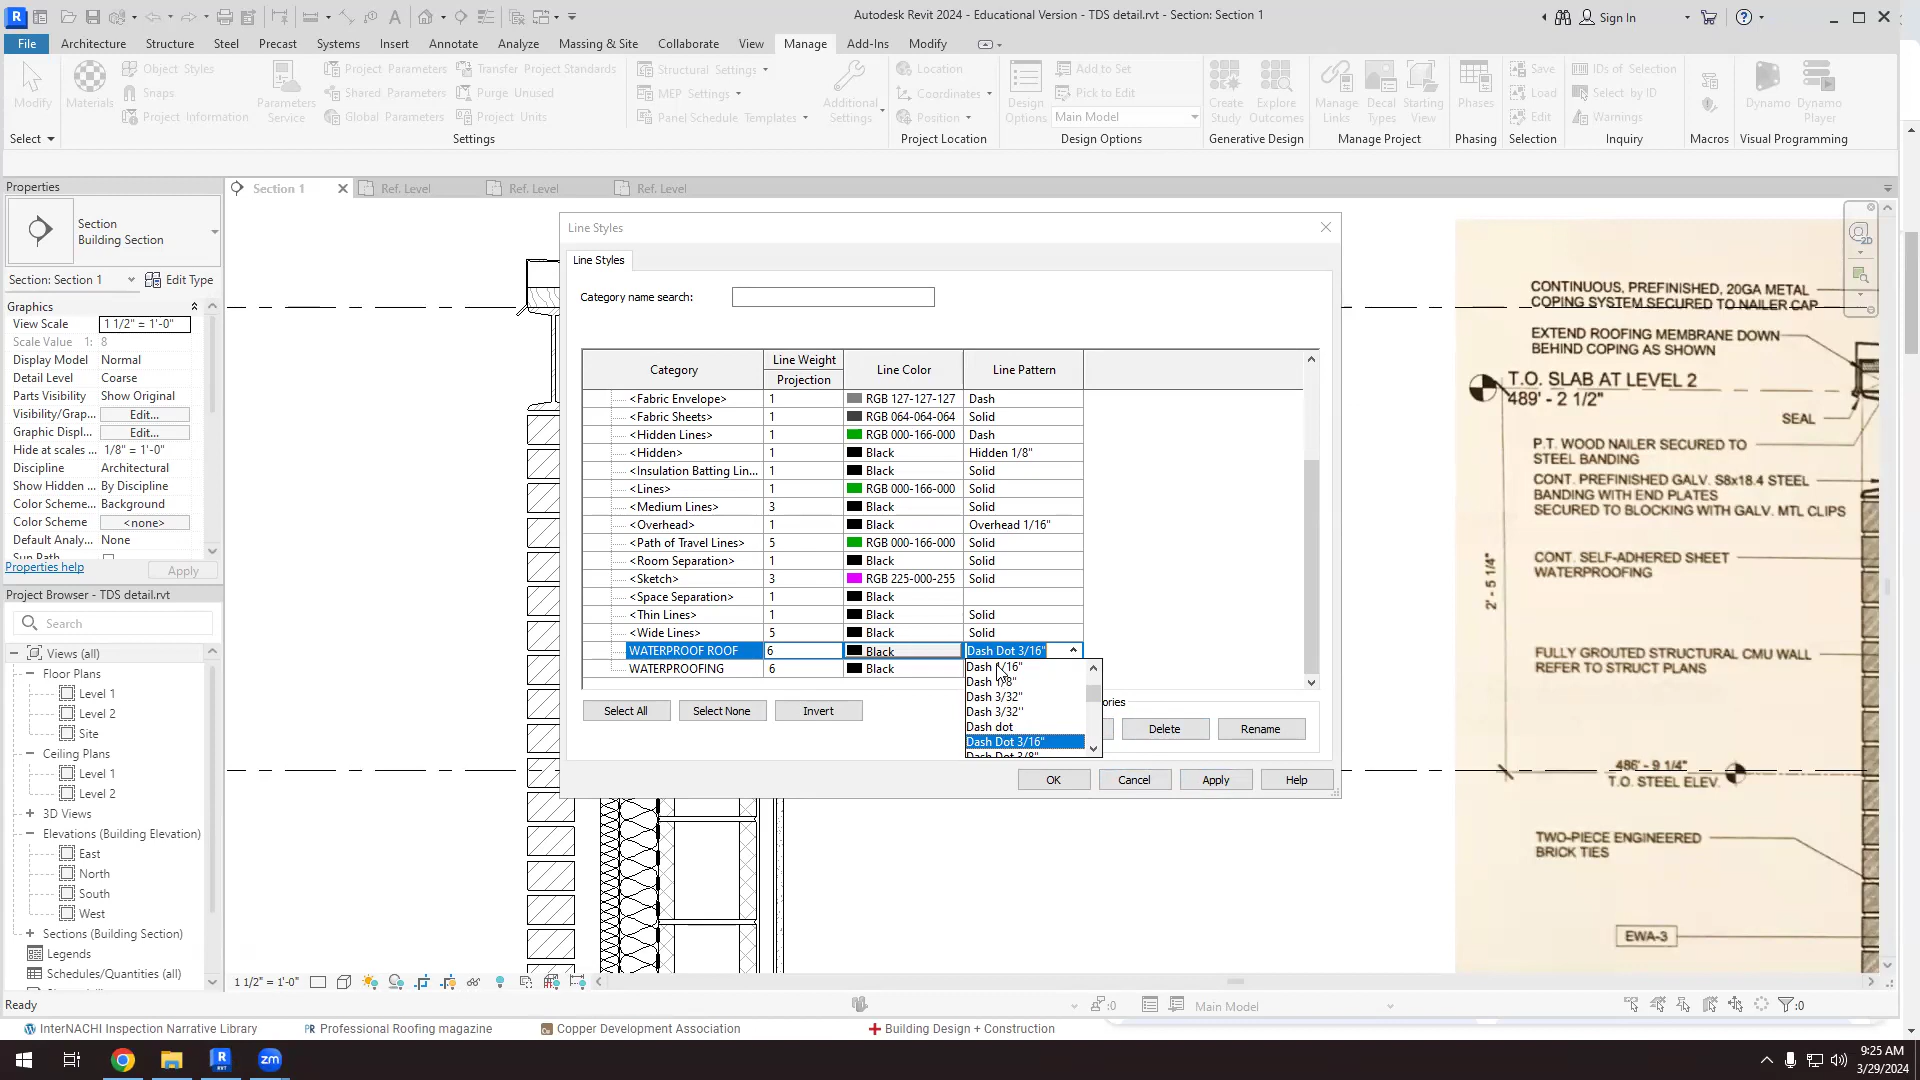 Autodesk Revit 2024 - Educational Version - TDS detail.rvt - Section: Section 1
Sign In
File Architecture Structure Steel Precast Systems Insert Annotate Analyze Massing & Site Collaborate View Manage Add-Ins Modify
Modify
Select
Materials
Object Styles
Snaps
Project Information
Parameters Service
Project Parameters
Shared Parameters
Global Parameters
Transfer Project Standards
Purge Unused
Project Units
Settings
Structural Settings
MEP Settings
Panel Schedule Templates
Additional Settings
Location
Coordinates
Position
Project Location
Design Options
Add to Set
Pick to Edit
Main Model
Design Options
Create Study
Explore Outcomes
Generative Design
Manage Links
Decal Types
Starting View
Manage Project
Phases
Phasing
Save
Load
Edit
Selection
IDs of Selection
Select by ID
Warnings
Inquiry
Macros
Dynamo
Dynamo Player
Visual Programming
Properties
Section 1
Ref. Level
Ref. Level
Ref. Level
Section
Building Section
Section: Section 1
Edit Type
Graphics
View Scale 1 1/2" = 1'-0"
Scale Value 1: 8
Display Model Normal
Detail Level Coarse
Parts Visibility Show Original
Visibility/Grap... Edit...
Graphic Displ... Edit...
Hide at scales ... 1/8" = 1'-0"
Discipline Architectural
Show Hidden ... By Discipline
Color Scheme... Background
Color Scheme <none>
Default Analy... None
Sun Path
Properties help
Apply
Project Browser - TDS detail.rvt
Search
Views (all)
Floor Plans
Level 1
Level 2
Site
Ceiling Plans
Level 1
Level 2
3D Views
Elevations (Building Elevation)
East
North
South
West
Sections (Building Section)
Legends
Schedules/Quantities (all)
Line Styles
Line Styles
Category name search:
Category
Line Weight
Projection
Line Color
Line Pattern
<Fabric Envelope> 1 RGB 127-127-127 Dash
<Fabric Sheets> 1 RGB 064-064-064 Solid
<Hidden Lines> 1 RGB 000-166-000 Dash
<Hidden> 1 Black Hidden 1/8"
<Insulation Batting Lin... 1 Black Solid
<Lines> 1 RGB 000-166-000 Solid
<Medium Lines> 3 Black Solid
<Overhead> 1 Black Overhead 1/16"
<Path of Travel Lines> 5 RGB 000-166-000 Solid
<Room Separation> 1 Black Solid
<Sketch> 3 RGB 225-000-255 Solid
<Space Separation> 1 Black
<Thin Lines> 1 Black Solid
<Wide Lines> 5 Black Solid
WATERPROOF ROOF 6 Black Dash Dot 3/16"
WATERPROOFING 6 Black
Dash 1/16"
Dash 1/8"
Dash 3/32"
Dash 3/32''
Dash dot
Dash Dot 3/16"
Dash Dot 3/8"
Select All
Select None
Invert
Delete
Rename
OK
Cancel
Apply
Help
CONTINUOUS, PREFINISHED, 20GA METAL
COPING SYSTEM SECURED TO NAILER CAP
EXTEND ROOFING MEMBRANE DOWN
BEHIND COPING AS SHOWN
T.O. SLAB AT LEVEL 2
489' - 2 1/2"
SEAL
P.T. WOOD NAILER SECURED TO
STEEL BANDING
CONT. PREFINISHED GALV. S8x18.4 STEEL
BANDING WITH END PLATES
SECURED TO BLOCKING WITH GALV. MTL CLIPS
CONT. SELF-ADHERED SHEET
WATERPROOFING
2' - 5 1/4"
FULLY GROUTED STRUCTURAL CMU WALL
REFER TO STRUCT PLANS
486' - 9 1/4"
T.O. STEEL ELEV.
TWO-PIECE ENGINEERED
BRICK TIES
EWA-3
1 1/2" = 1'-0"
Ready
:0
Main Model
:0
InterNACHI Inspection Narrative Library
PR Professional Roofing magazine
Copper Development Association
Building Design + Construction
zm
9:25 AM
3/29/2024